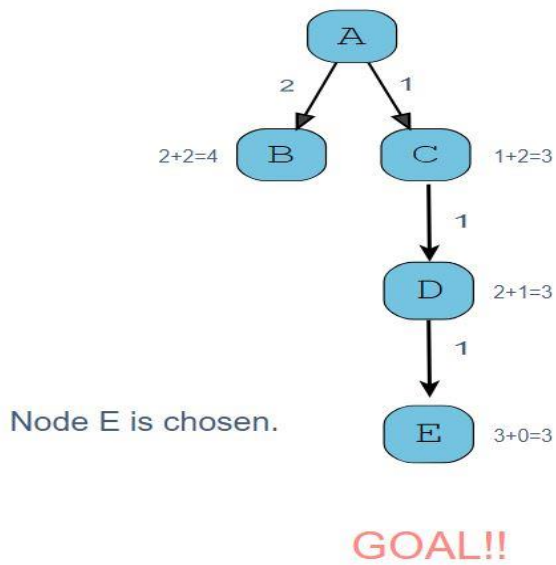 A
2 1
2+2=4 B C 1+2=3
1
D 2+1=3
1
Node E is chosen. E 3+0=3
GOAL!!